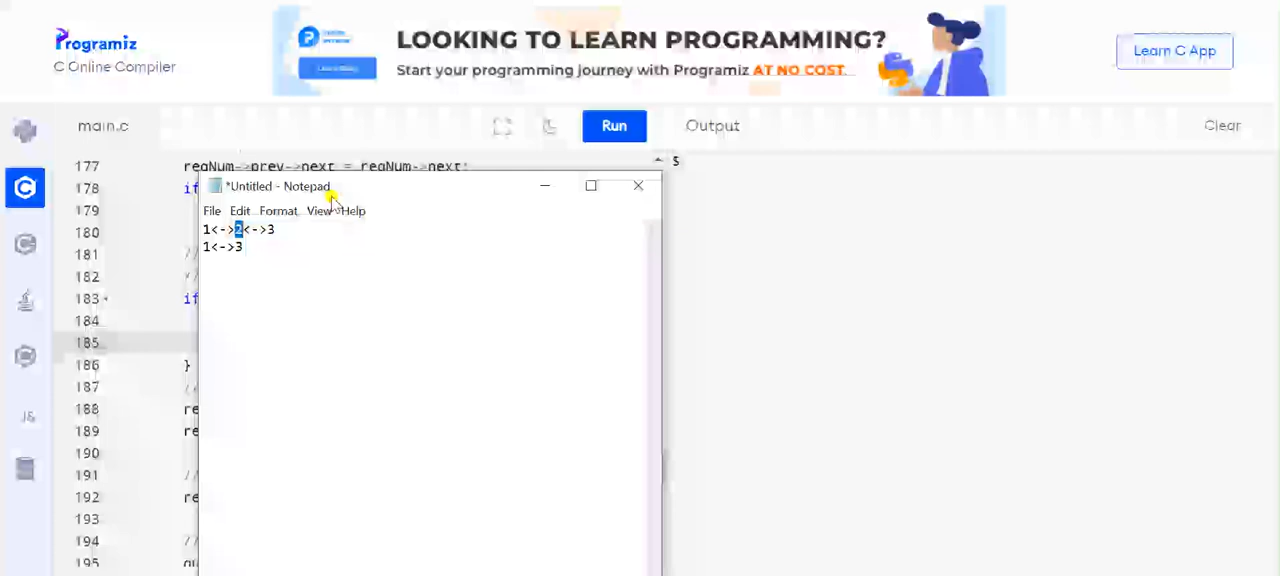 Programiz
C Online Compiler
LOOKING TO LEARN PROGRAMMING?
Start your programming journey with Programiz AT NO COST.
Learn C App
main.c
Run
Output
Clear
177 reqNum->prev->next = reqNum->next;
$
178 if
179
180
181 //
182
183 if
184
185
186 }
187
188 re
189 re
190
191 //
192 re
193
194 //
195 qu
JS
*Untitled - Notepad
File Edit Format View Help
1<->2<->3
1<->3